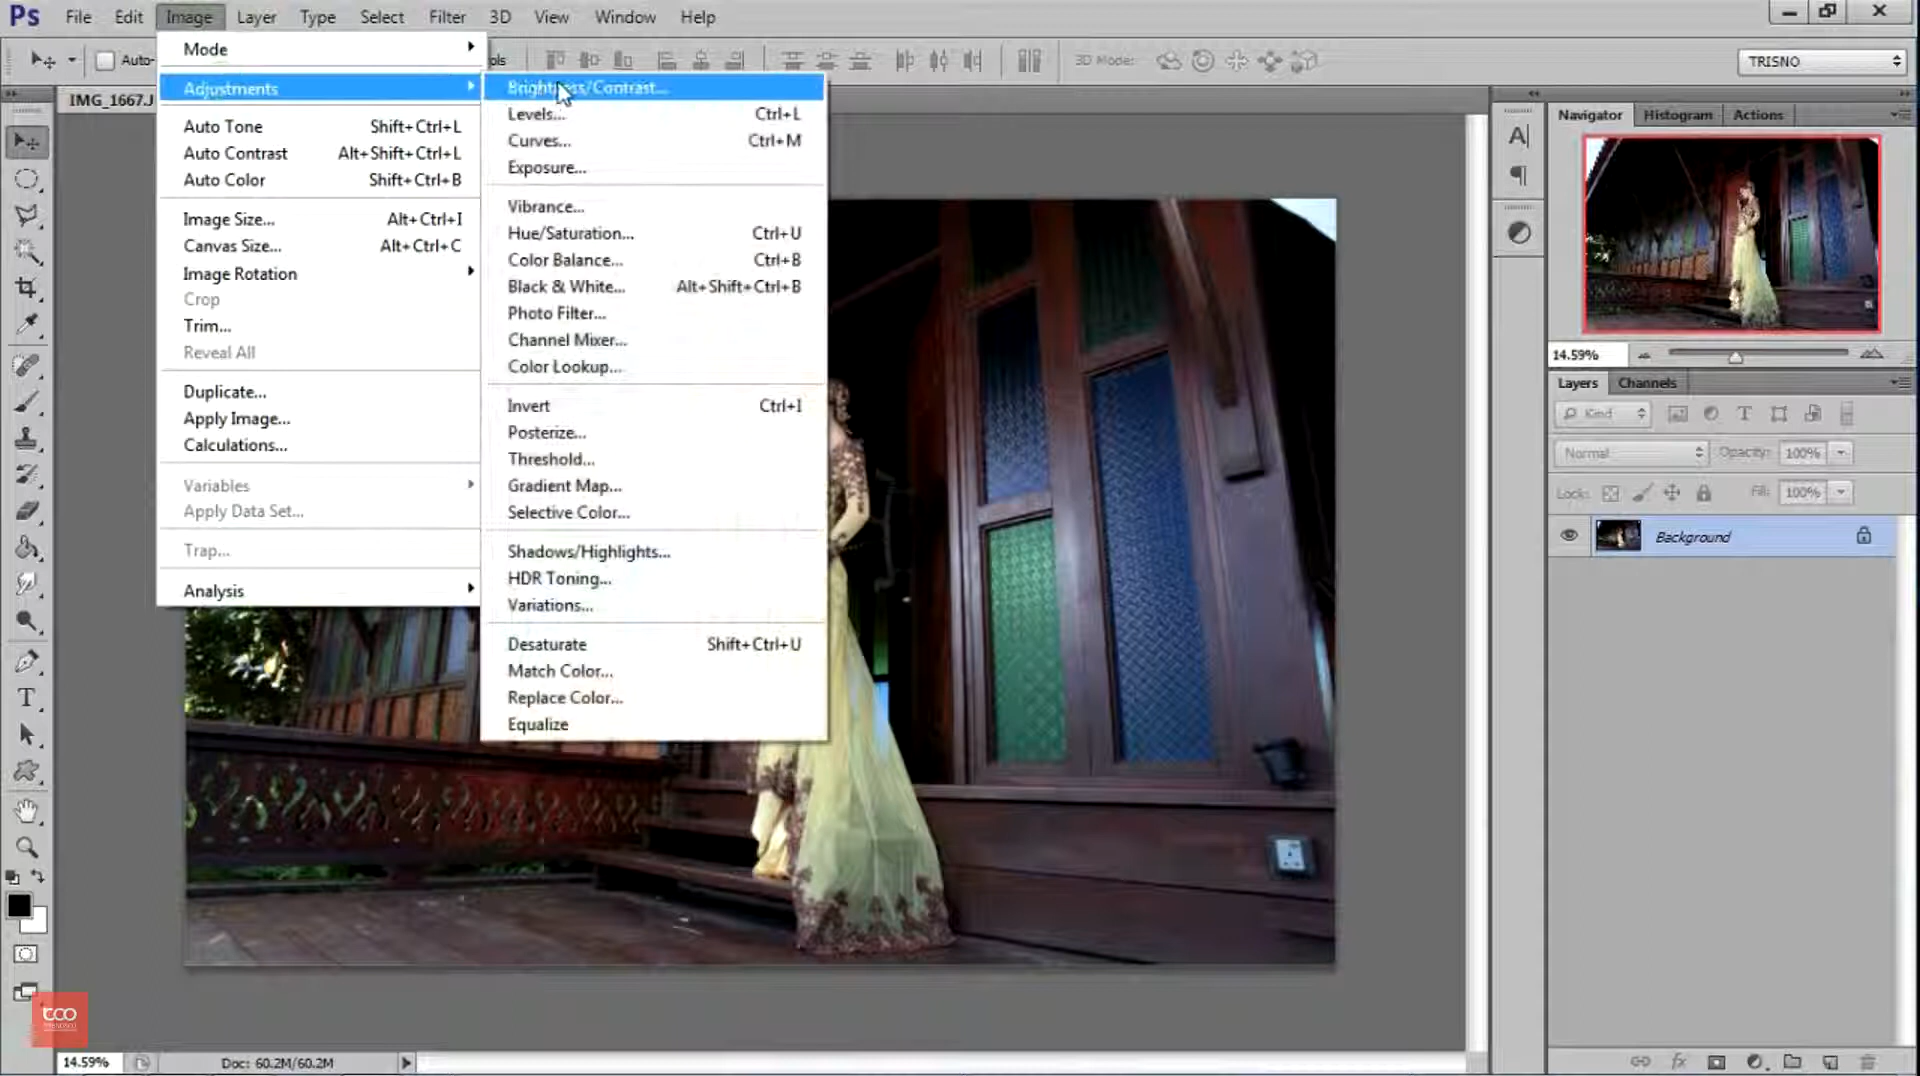 Ps File Edit Image Layer Type Select Filter 3D View Window Help
Auto- 3D Mode: TRISNO
IMG_1667.J
Mode
Adjustments
Auto Tone Shift+Ctrl+L
Auto Contrast Alt+Shift+Ctrl+L
Auto Color Shift+Ctrl+B
Image Size... Alt+Ctrl+I
Canvas Size... Alt+Ctrl+C
Image Rotation
Crop
Trim...
Reveal All
Duplicate...
Apply Image...
Calculations...
Variables
Apply Data Set...
Trap...
Analysis
Brightness/Contrast...
Levels... Ctrl+L
Curves... Ctrl+M
Exposure...
Vibrance...
Hue/Saturation... Ctrl+U
Color Balance... Ctrl+B
Black & White... Alt+Shift+Ctrl+B
Photo Filter...
Channel Mixer...
Color Lookup...
Invert Ctrl+I
Posterize...
Threshold...
Gradient Map...
Selective Color...
Shadows/Highlights...
HDR Toning...
Variations...
Desaturate Shift+Ctrl+U
Match Color...
Replace Color...
Equalize
Navigator Histogram Actions
14.59%
Layers Channels
Kind
Normal Opacity: 100%
Lock: Fill: 100%
Background
tco
14.59% Doc: 60.2M/60.2M